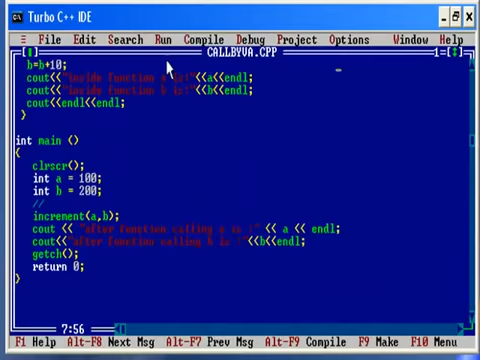 Turbo C++ IDE
≡ File Edit Search Run Compile Debug Project Options Window Help
[■] CALLBYVA.CPP 1=[↕]
b=b+10;
cout<<"inside function a is!"<<a<<endl;
cout<<"inside function b is!"<<b<<endl;
cout<<endl<<endl;
}
int main ()
{
clrscr();
int a = 100;
int b = 200;
//
increment(a,b);
cout << "after function calling a is !" << a << endl;
cout<<"after function calling b is !"<<b<<endl;
getch();
return 0;
}
7:56
F1 Help Alt-F8 Next Msg Alt-F7 Prev Msg Alt-F9 Compile F9 Make F10 Menu